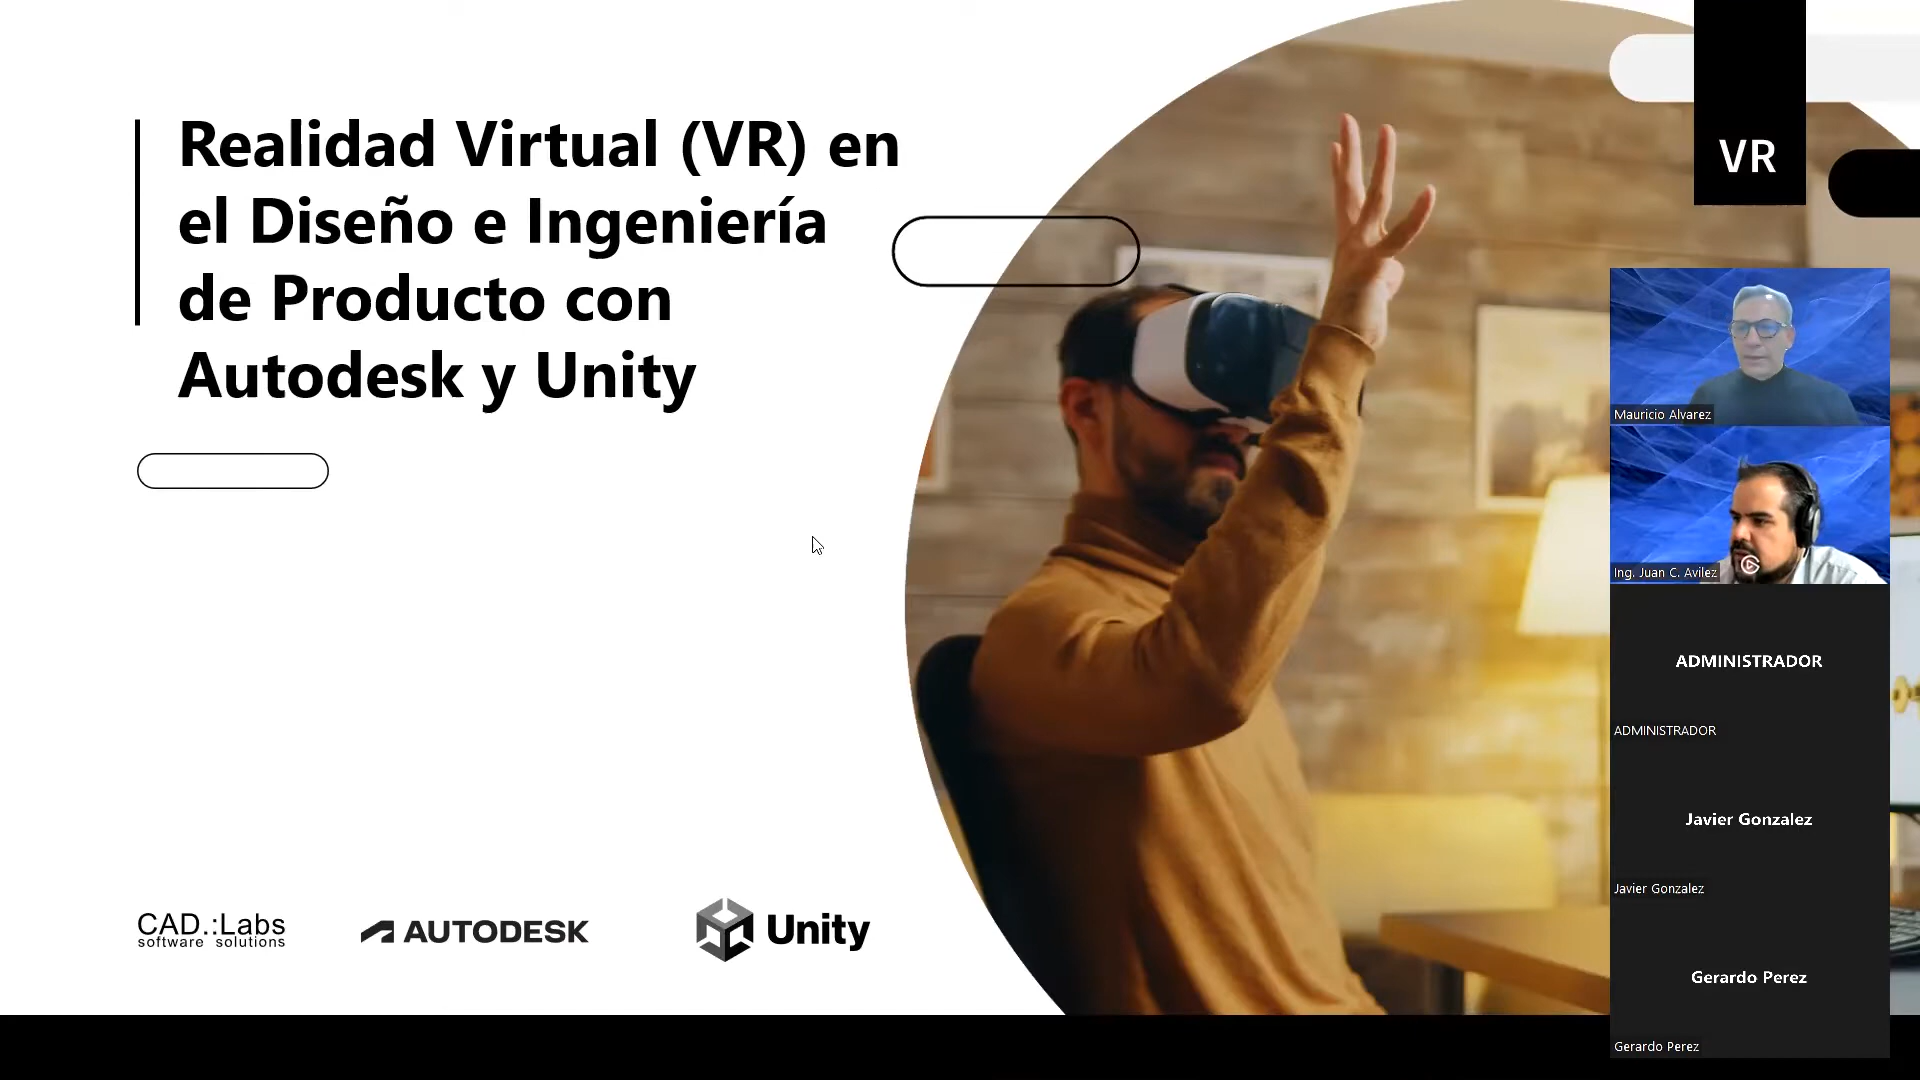 Realidad Virtual (VR) en
el Diseño e Ingeniería
de Producto con
Autodesk y Unity
VR
Mauricio Alvarez
Ing. Juan C. Avilez
ADMINISTRADOR
ADMINISTRADOR
Javier Gonzalez
Javier Gonzalez
Gerardo Perez
Gerardo Perez
CAD.:Labs
software solutions
AUTODESK
Unity